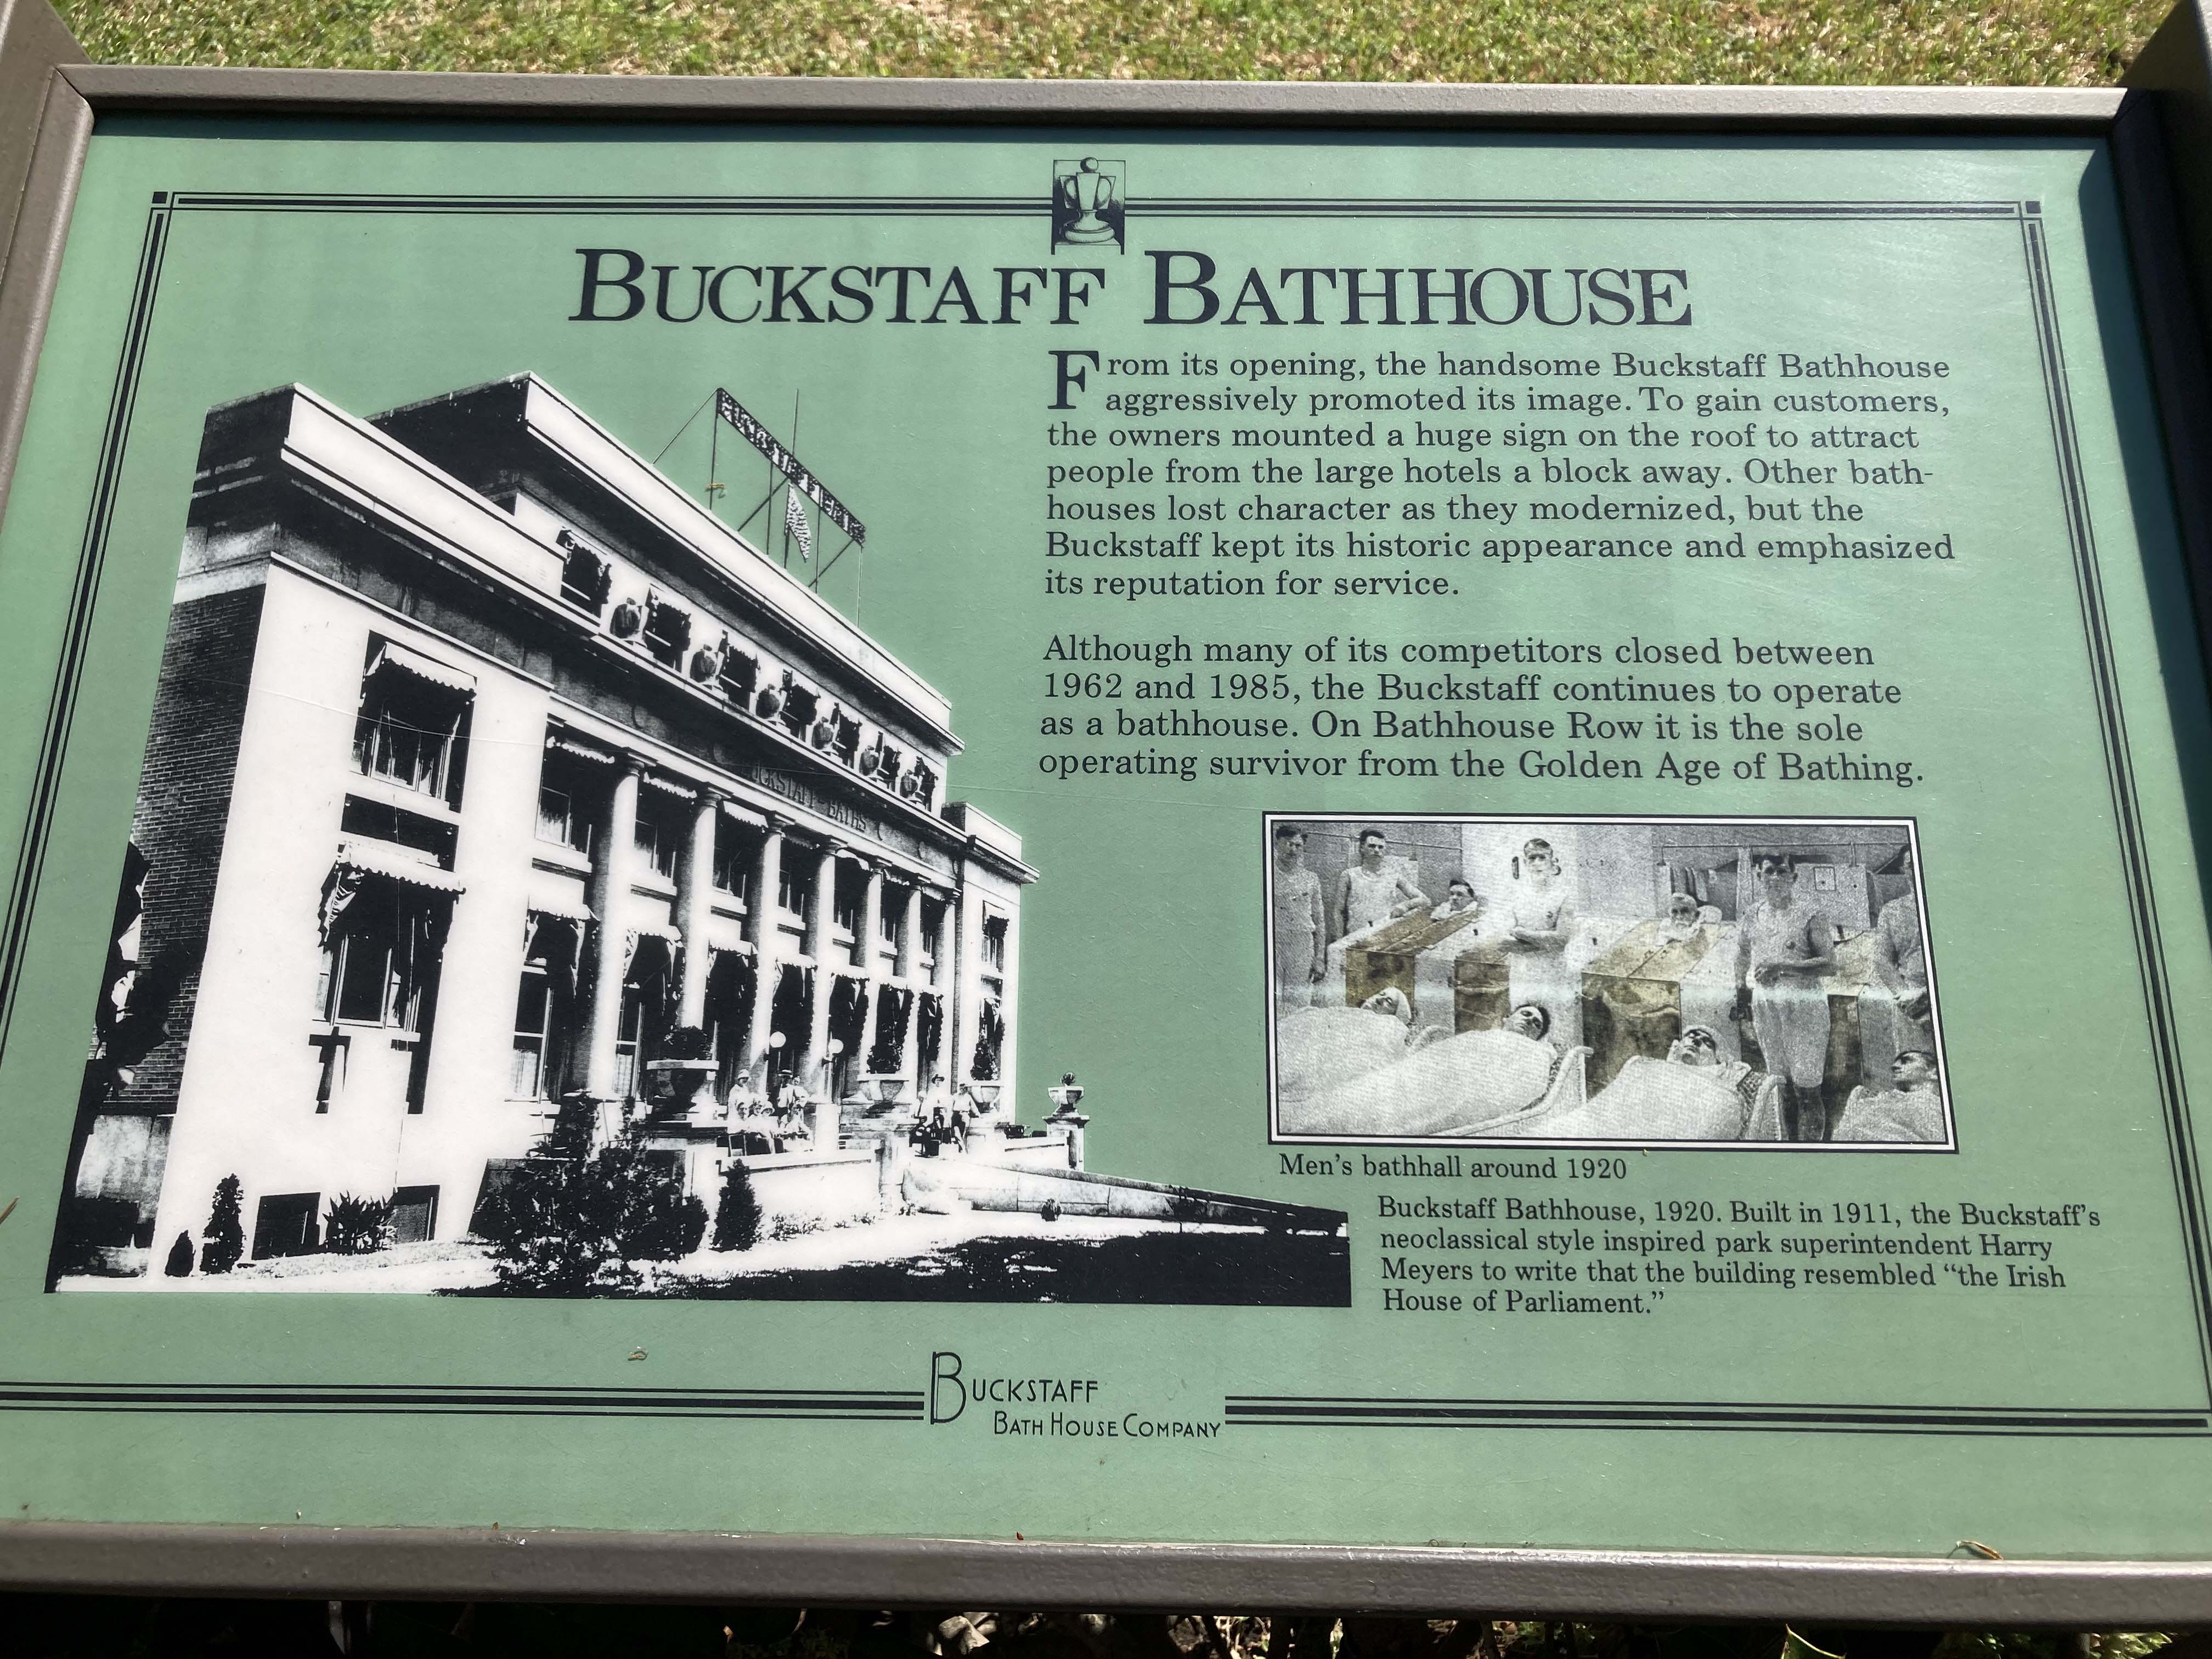 BUCKSTAFF BATHHOUSE
From its opening, the handsome Buckstaff Bathhouse
aggressively promoted its image. To gain customers,
the owners mounted a huge sign on the roof to attract
people from the large hotels a block away. Other bath-
houses lost character as they modernized, but the
Buckstaff kept its historic appearance and emphasized
its reputation for service.
Although many of its competitors closed between
1962 and 1985, the Buckstaff continues to operate
as a bathhouse. On Bathhouse Row it is the sole
operating survivor from the Golden Age of Bathing.
BUCKSTAFF BATHS
Men's bathhall around 1920
Buckstaff Bathhouse, 1920. Built in 1911, the Buckstaff's
neoclassical style inspired park superintendent Harry
Meyers to write that the building resembled “the Irish
House of Parliament.”
BUCKSTAFF
BATH HOUSE COMPANY